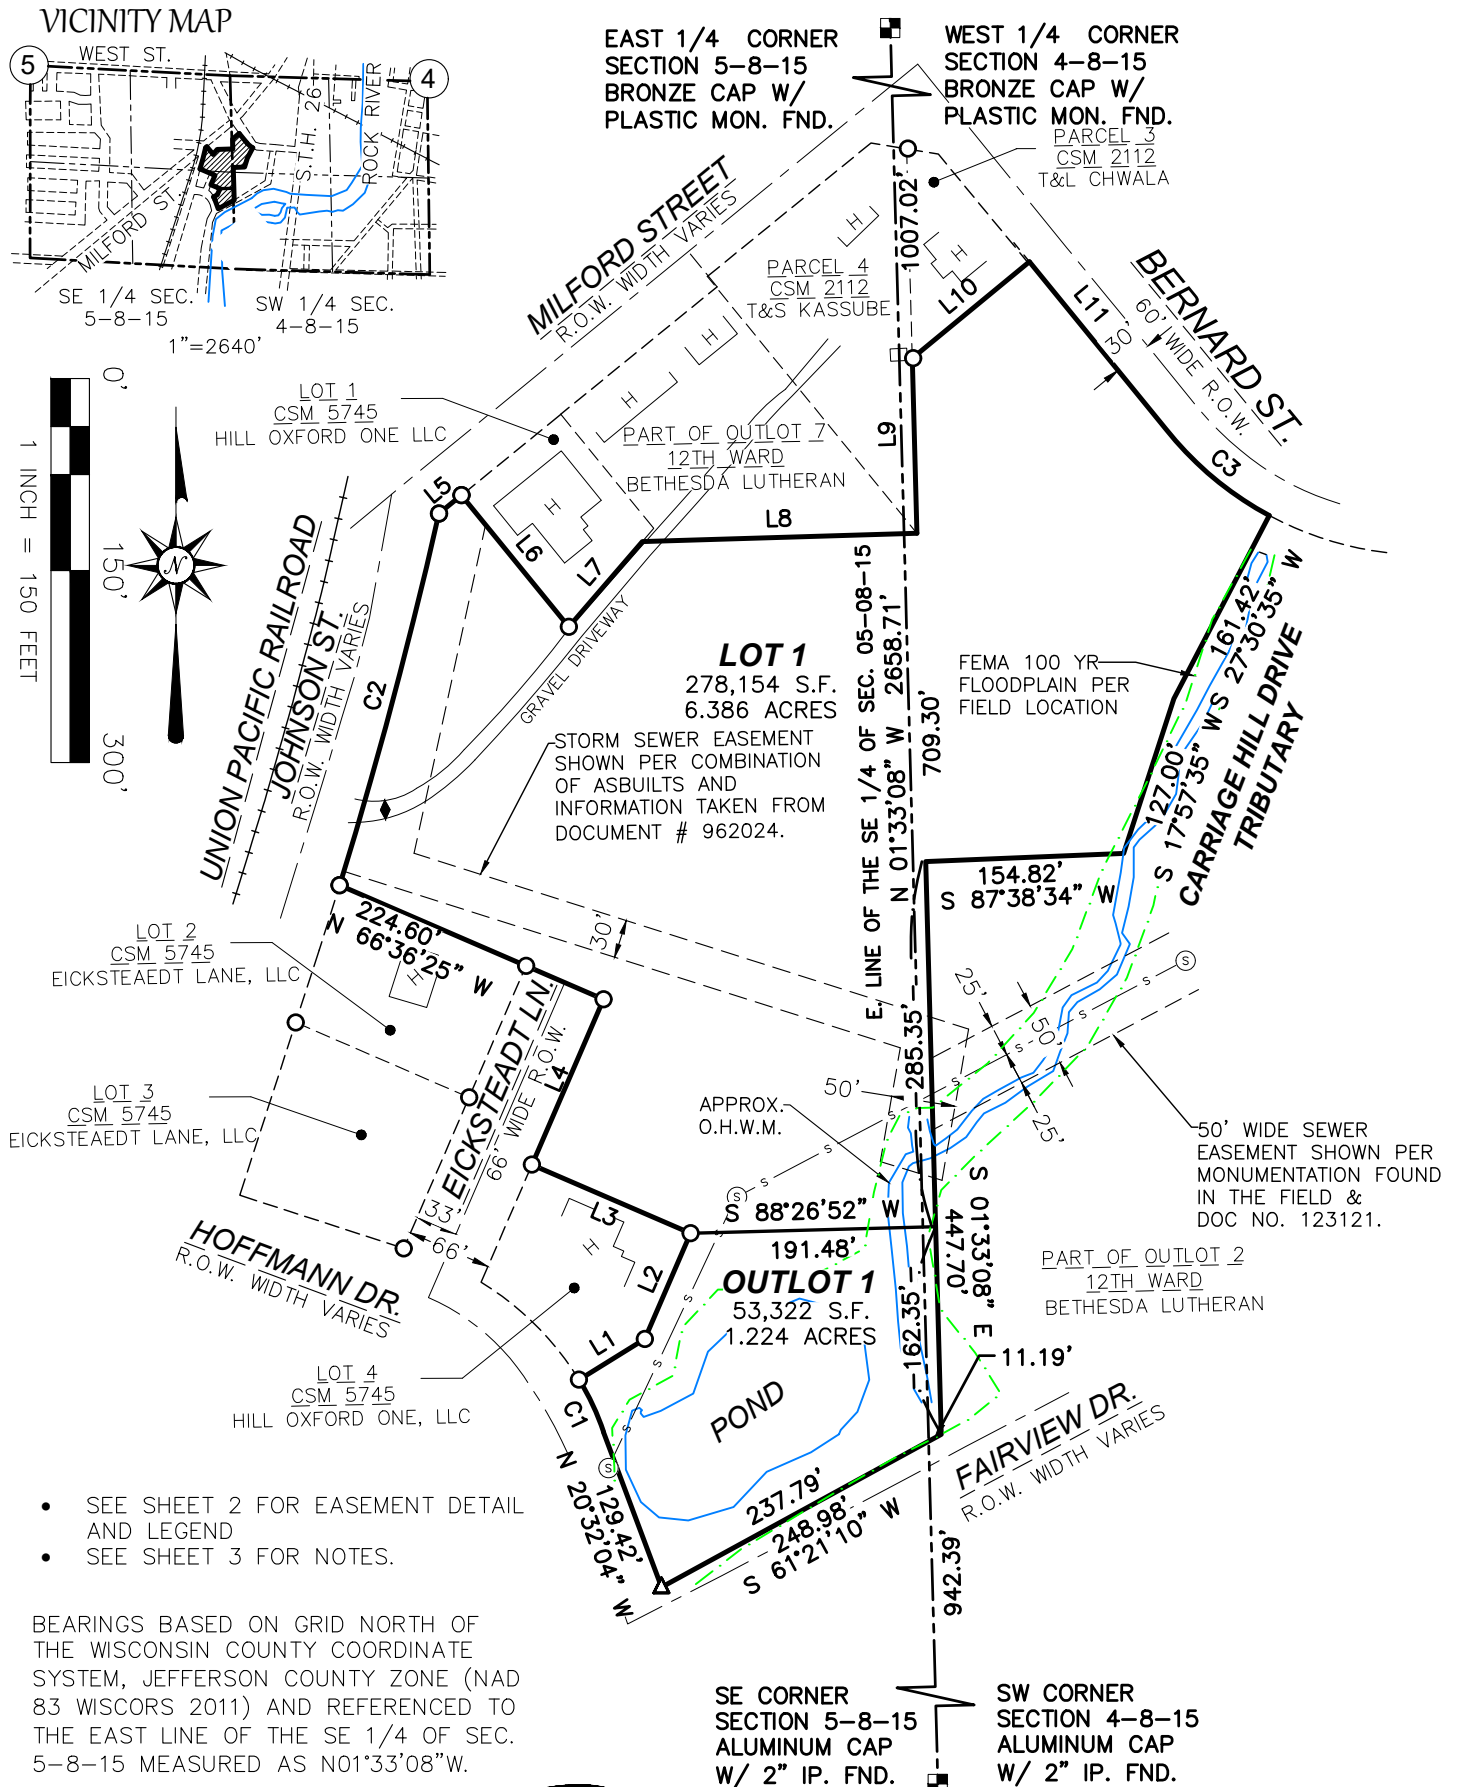 VICINITY MAP
WEST ST.
5
4
S.T.H. 26
ROCK RIVER
MILFORD ST.
SE 1/4 SEC.
5-8-15
SW 1/4 SEC.
4-8-15
1"=2640'
EAST 1/4 CORNER
SECTION 5-8-15
BRONZE CAP W/
PLASTIC MON. FND.
WEST 1/4 CORNER
SECTION 4-8-15
BRONZE CAP W/
PLASTIC MON. FND.
PARCEL 3
CSM 2112
T&L CHWALA
1007.02'
MILFORD STREET
R.O.W. WIDTH VARIES
H
H
PARCEL 4
CSM 2112
T&S KASSUBE
L10
L11
30'
BERNARD ST.
60' WIDE R.O.W.
C3
H
H
0'
150'
300'
1 INCH = 150 FEET
N
LOT 1
CSM 5745
HILL OXFORD ONE LLC
PART OF OUTLOT 7
12TH WARD
BETHESDA LUTHERAN
L9
L5
H
L6
L7
L8
UNION PACIFIC RAILROAD
JOHNSON ST.
R.O.W. WIDTH VARIES
C2
GRAVEL DRIVEWAY
LOT 1
278,154 S.F.
6.386 ACRES
E. LINE OF THE SE 1/4 OF SEC. 05-08-15
N 01°33'08" W 2658.71'
709.30'
FEMA 100 YR
FLOODPLAIN PER
FIELD LOCATION
161.42'
S 27°30'35" W
127.00'
S 17°57'35" W
CARRIAGE HILL DRIVE
TRIBUTARY
STORM SEWER EASEMENT
SHOWN PER COMBINATION
OF ASBUILTS AND
INFORMATION TAKEN FROM
DOCUMENT # 962024.
154.82'
S 87°38'34" W
224.60'
N 66°36'25" W
30'
LOT 2
CSM 5745
EICKSTEAEDT LANE, LLC
H
S
s
s
s
25'
50'
25'
285.35'
50'
EICKSTEADT LN.
66' WIDE R.O.W.
L4
LOT 3
CSM 5745
EICKSTEAEDT LANE, LLC
APPROX.
O.H.W.M.
s
s
s
S
50' WIDE SEWER
EASEMENT SHOWN PER
MONUMENTATION FOUND
IN THE FIELD &
DOC NO. 123121.
33'
66'
L3
H
S 88°26'52" W
191.48'
S 01°33'08" E
447.70'
HOFFMANN DR.
R.O.W. WIDTH VARIES
L2
s
OUTLOT 1
53,322 S.F.
1.224 ACRES
162.35'
PART OF OUTLOT 2
12TH WARD
BETHESDA LUTHERAN
11.19'
L1
s
LOT 4
CSM 5745
HILL OXFORD ONE, LLC
C1
s
POND
S
FAIRVIEW DR.
R.O.W. WIDTH VARIES
129.42'
N 20°32'04" W
237.79'
248.98'
S 61°21'10" W
942.39'
• SEE SHEET 2 FOR EASEMENT DETAIL
AND LEGEND
• SEE SHEET 3 FOR NOTES.
BEARINGS BASED ON GRID NORTH OF
THE WISCONSIN COUNTY COORDINATE
SYSTEM, JEFFERSON COUNTY ZONE (NAD
83 WISCORS 2011) AND REFERENCED TO
THE EAST LINE OF THE SE 1/4 OF SEC.
5-8-15 MEASURED AS N01°33'08"W.
SE CORNER
SECTION 5-8-15
ALUMINUM CAP
W/ 2" IP. FND.
SW CORNER
SECTION 4-8-15
ALUMINUM CAP
W/ 2" IP. FND.